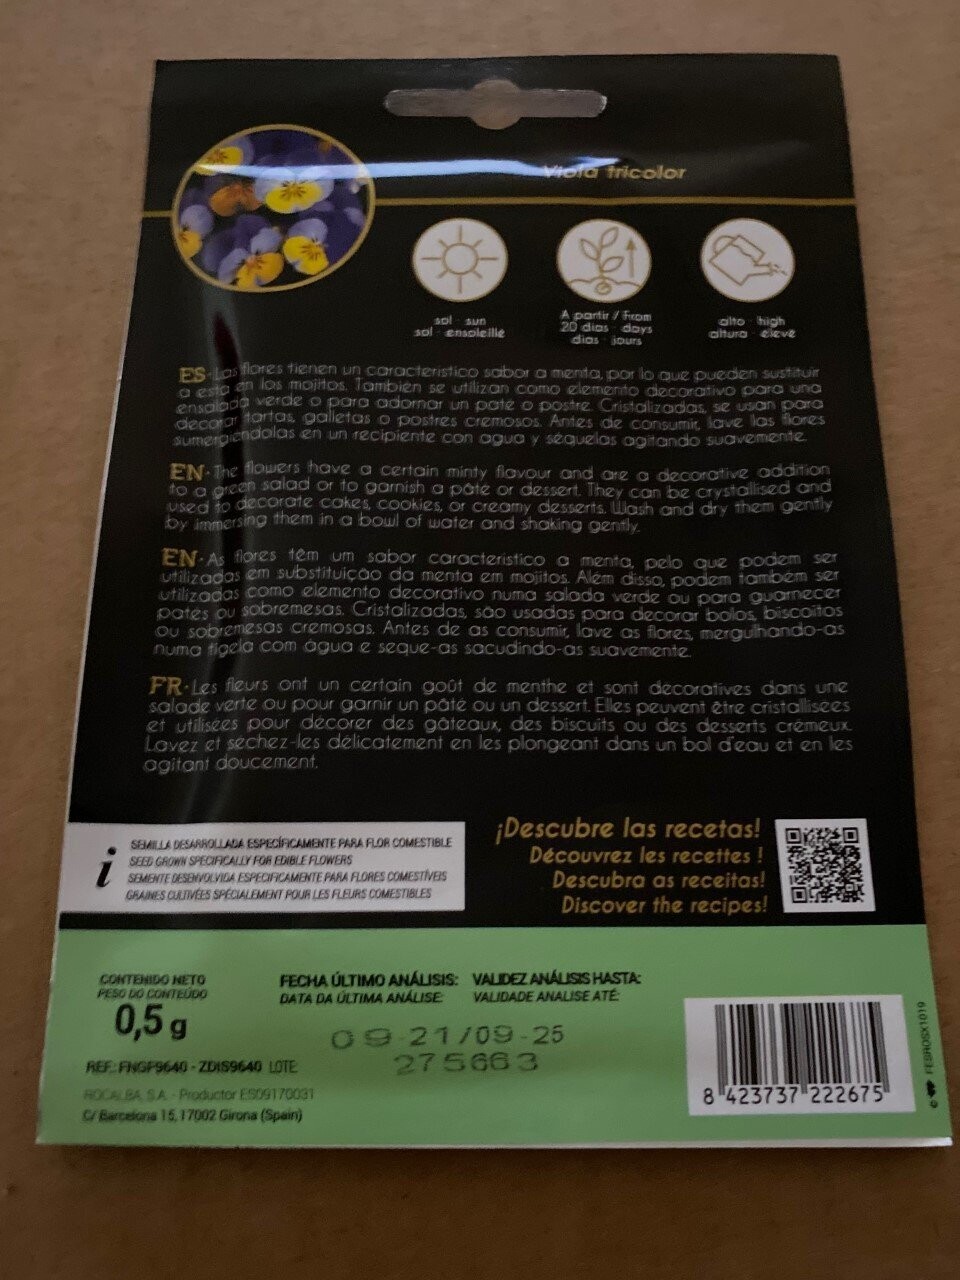 Viola tricolor
sol · sun
sol · ensoleillé
A partir / From
20 dias · days
dias · jours
alto · high
altura · élevé
ES · Las flores tienen un característico sabor a menta, por lo que pueden sustituir
a esta en los mojitos. También se utilizan como elemento decorativo para una
ensalada verde o para adornar un paté o postre. Cristalizadas, se usan para
decorar tartas, galletas o postres cremosos. Antes de consumir, lave las flores
sumergiéndolas en un recipiente con agua y séquelas agitando suavemente.
EN · The flowers have a certain minty flavour and are a decorative addition
to a green salad or to garnish a pâté or dessert. They can be crystallised and
used to decorate cakes, cookies, or creamy desserts. Wash and dry them gently
by immersing them in a bowl of water and shaking gently.
EN · As flores têm um sabor característico a menta, pelo que podem ser
utilizadas em substituição da menta em mojitos. Além disso, podem também ser
utilizadas como elemento decorativo numa salada verde ou para guarnecer
patés ou sobremesas. Cristalizadas, são usadas para decorar bolos, biscoitos
ou sobremesas cremosas. Antes de as consumir, lave as flores, mergulhando-as
numa tigela com água e seque-as sacudindo-as suavemente.
FR · Les fleurs ont un certain goût de menthe et sont décoratives dans une
salade verte ou pour garnir un pâté ou un dessert. Elles peuvent être cristallisées
et utilisées pour décorer des gâteaux, des biscuits ou des desserts crémeux.
Lavez et séchez-les délicatement en les plongeant dans un bol d'eau et en les
agitant doucement.
i
SEMILLA DESARROLLADA ESPECÍFICAMENTE PARA FLOR COMESTIBLE
SEED GROWN SPECIFICALLY FOR EDIBLE FLOWERS
SEMENTE DESENVOLVIDA ESPECIFICAMENTE PARA FLORES COMESTÍVEIS
GRAINES CULTIVÉES SPÉCIALEMENT POUR LES FLEURS COMESTIBLES
¡Descubre las recetas!
Découvrez les recettes !
Descubra as receitas!
Discover the recipes!
CONTENIDO NETO
PESO DO CONTEÚDO
0,5 g
FECHA ÚLTIMO ANÁLISIS: VALIDEZ ANÁLISIS HASTA:
DATA DA ÚLTIMA ANÁLISE: VALIDADE ANALISE ATÉ:
09-21/09-25
275663
REF.: FNGF9640 - ZDIS9640 LOTE:
ROCALBA, S.A. - Productor ES09170031
C/ Barcelona 15, 17002 Girona (Spain)
8 423737 222675
© FESROSX1019